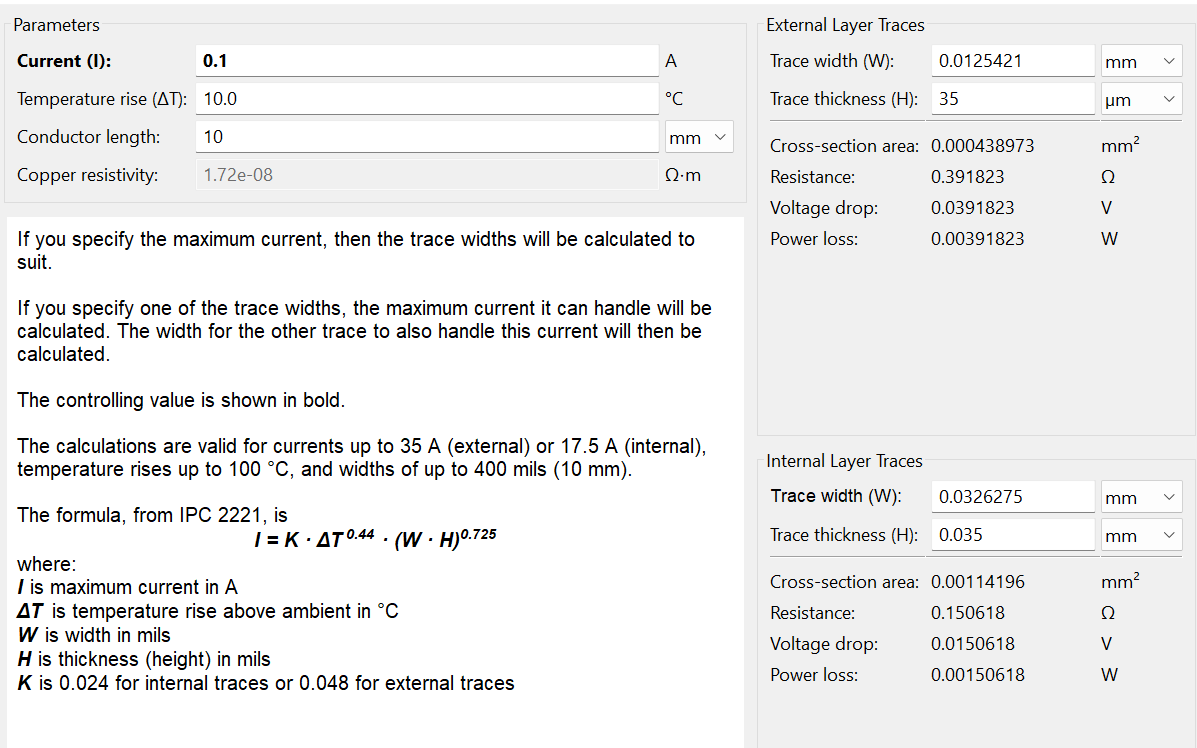 Parameters
Current (I): 0.1 A
Temperature rise (ΔT): 10.0 °C
Conductor length: 10 mm
Copper resistivity: 1.72e-08 Ω·m
If you specify the maximum current, then the trace widths will be calculated to
suit.
If you specify one of the trace widths, the maximum current it can handle will be
calculated. The width for the other trace to also handle this current will then be
calculated.
The controlling value is shown in bold.
The calculations are valid for currents up to 35 A (external) or 17.5 A (internal),
temperature rises up to 100 °C, and widths of up to 400 mils (10 mm).
The formula, from IPC 2221, is
I = K · ΔT^0.44 · (W · H)^0.725
where:
I is maximum current in A
ΔT is temperature rise above ambient in °C
W is width in mils
H is thickness (height) in mils
K is 0.024 for internal traces or 0.048 for external traces
External Layer Traces
Trace width (W): 0.0125421 mm
Trace thickness (H): 35 µm
Cross-section area: 0.000438973 mm²
Resistance: 0.391823 Ω
Voltage drop: 0.0391823 V
Power loss: 0.00391823 W
Internal Layer Traces
Trace width (W): 0.0326275 mm
Trace thickness (H): 0.035 mm
Cross-section area: 0.00114196 mm²
Resistance: 0.150618 Ω
Voltage drop: 0.0150618 V
Power loss: 0.00150618 W